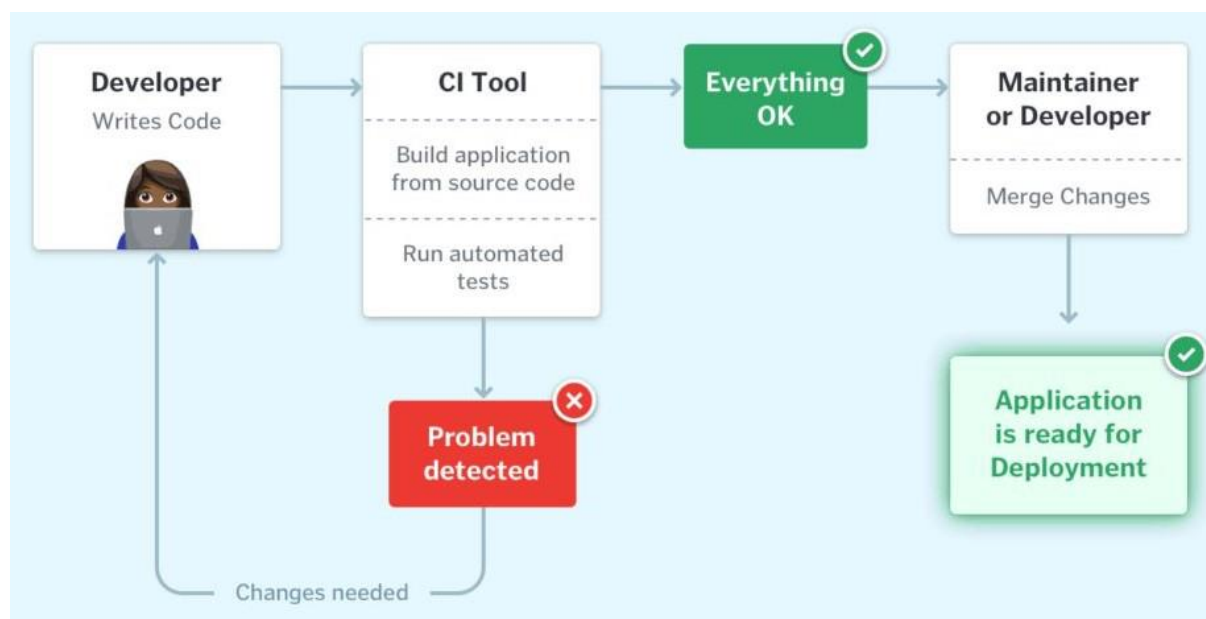 Developer
Writes Code
CI Tool
Build application
from source code
Run automated
tests
Everything
OK
Maintainer
or Developer
Merge Changes
Problem
detected
Application
is ready for
Deployment
Changes needed